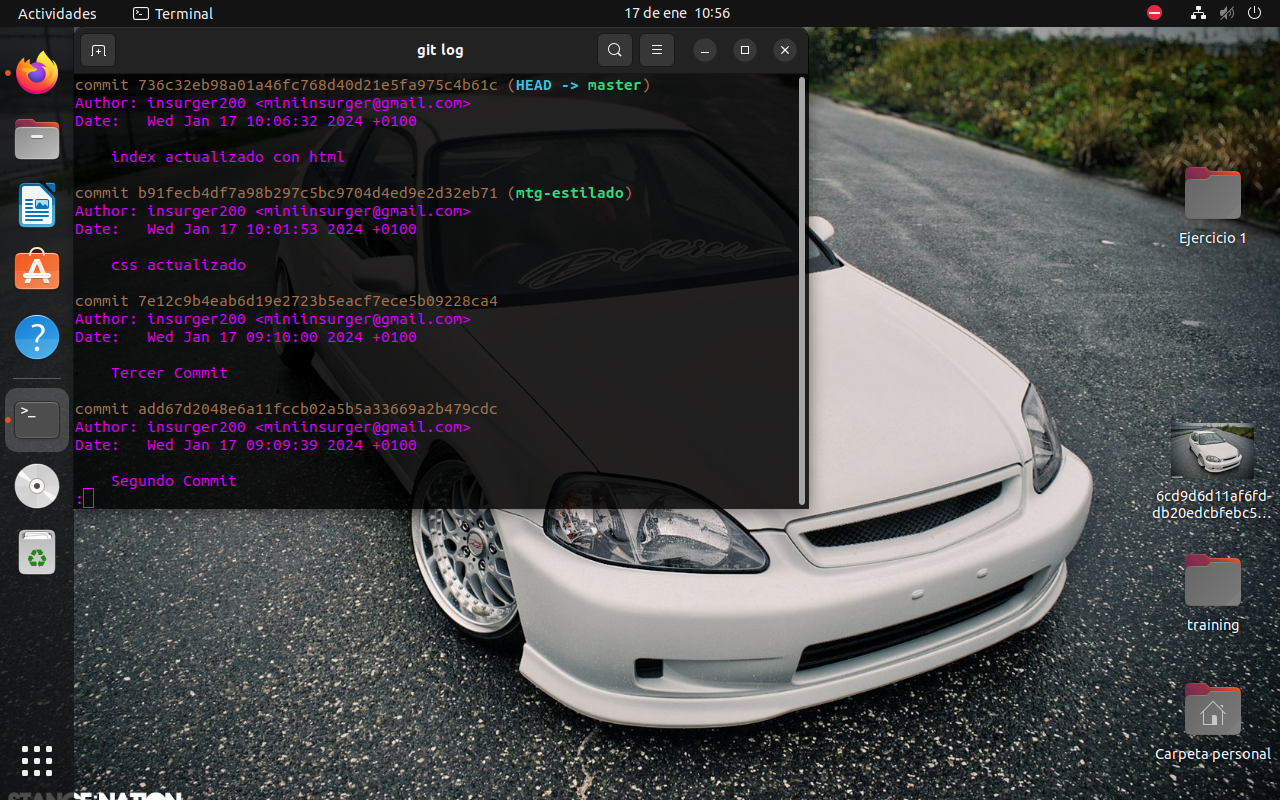 Actividades
Terminal
17 de ene 10:56
git log
commit 736c32eb98a01a46fc768d40d21e5fa975c4b61c (HEAD -> master)
Author: insurger200 <miniinsurger@gmail.com>
Date:   Wed Jan 17 10:06:32 2024 +0100
index actualizado con html
commit b91fecb4df7a98b297c5bc9704d4ed9e2d32eb71 (mtg-estilado)
Author: insurger200 <miniinsurger@gmail.com>
Date:   Wed Jan 17 10:01:53 2024 +0100
css actualizado
commit 7e12c9b4eab6d19e2723b5eacf7ece5b09228ca4
Author: insurger200 <miniinsurger@gmail.com>
Date:   Wed Jan 17 09:10:00 2024 +0100
Tercer Commit
commit add67d2048e6a11fccb02a5b5a33669a2b479cdc
Author: insurger200 <miniinsurger@gmail.com>
Date:   Wed Jan 17 09:09:39 2024 +0100
Segundo Commit
:
Ejercicio 1
6cd9d6d11af6fd-
db20edcbfebc5...
training
Carpeta personal
STANCE:NATION